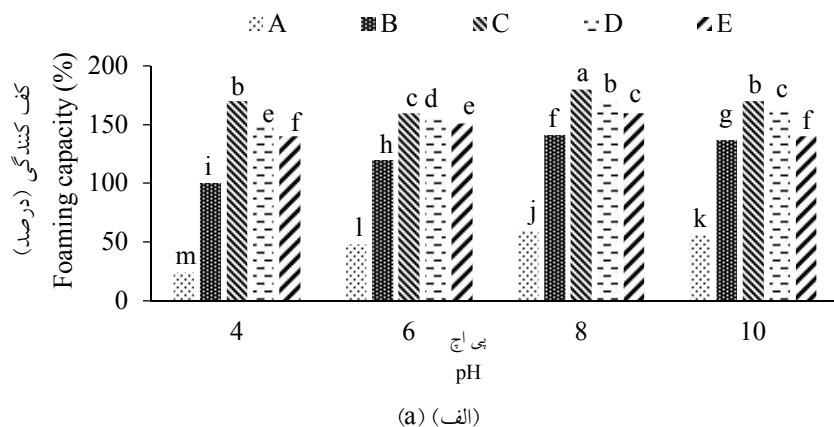 A B C D E
کف کنندگی (درصد)
Foaming capacity (%)
200
150
100
50
0
m i b e f
l h c d e
j f a b c
k g b c f
4 6 8 10
پی اچ
pH
(a) (الف)